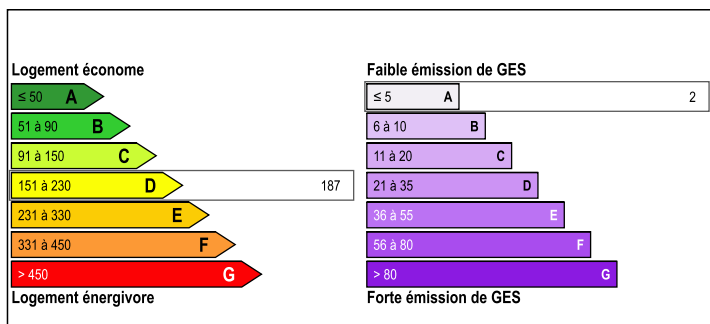 Logement économe
≤ 50 A
51 à 90 B
91 à 150 C
151 à 230 D 187
231 à 330 E
331 à 450 F
> 450 G
Logement énergivore
Faible émission de GES
≤ 5 A 2
6 à 10 B
11 à 20 C
21 à 35 D
36 à 55 E
56 à 80 F
> 80 G
Forte émission de GES